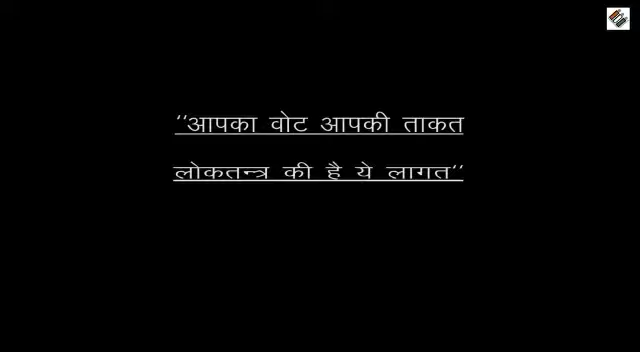 ‘‘आपका वोट आपकी ताकत
लोकतन्त्र की है ये लागत’’